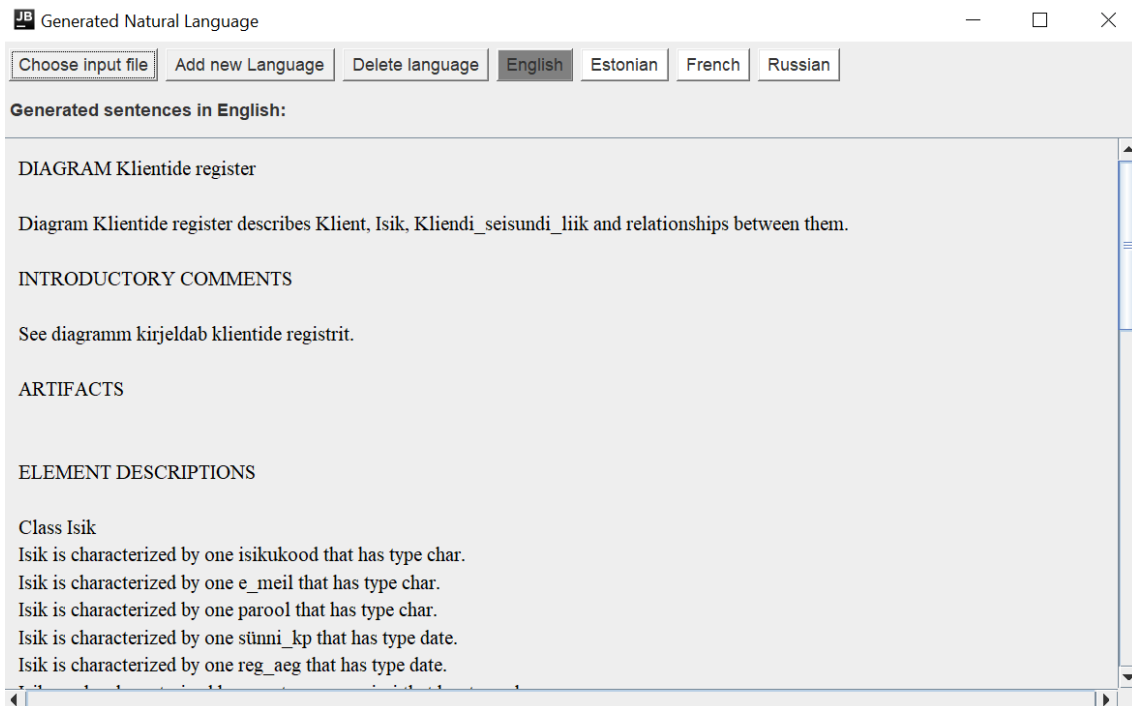 JB Generated Natural Language
Choose input file Add new Language Delete language English Estonian French Russian
Generated sentences in English:
DIAGRAM Klientide register
Diagram Klientide register describes Klient, Isik, Kliendi_seisundi_liik and relationships between them.
INTRODUCTORY COMMENTS
See diagramm kirjeldab klientide registrit.
ARTIFACTS
ELEMENT DESCRIPTIONS
Class Isik
Isik is characterized by one isikukood that has type char.
Isik is characterized by one e_meil that has type char.
Isik is characterized by one parool that has type char.
Isik is characterized by one sünni_kp that has type date.
Isik is characterized by one reg_aeg that has type date.